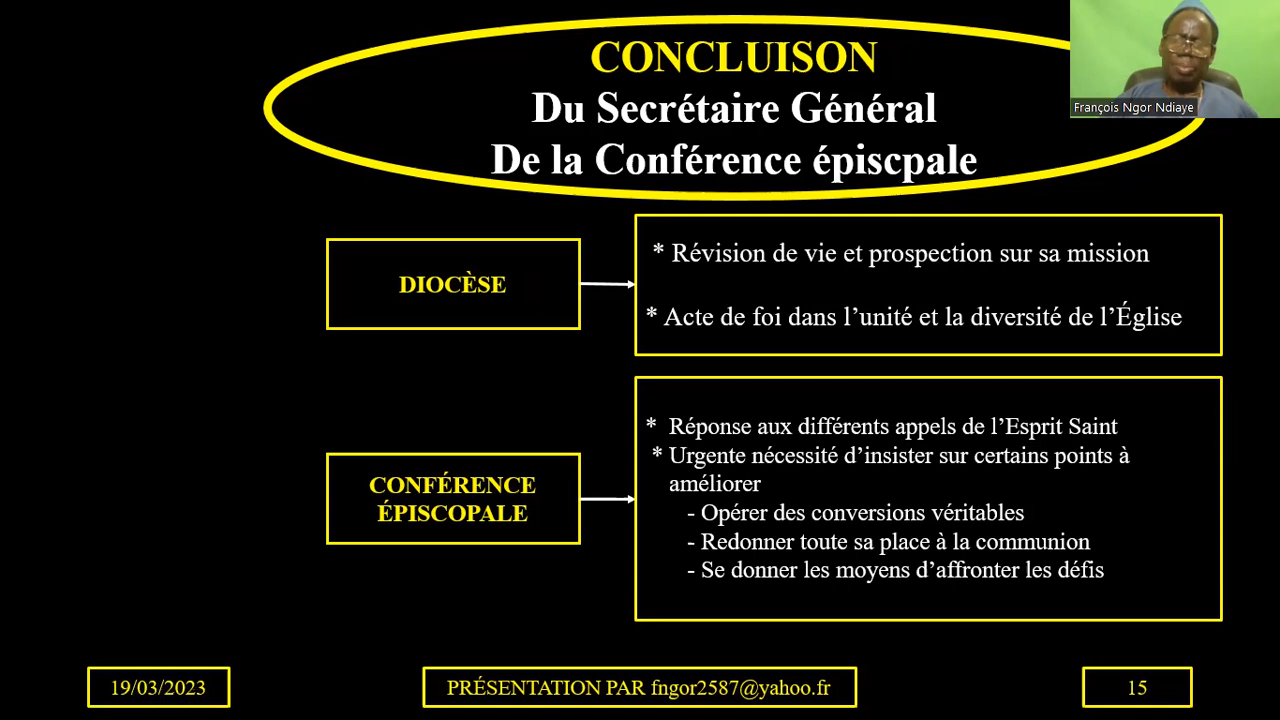 CONCLUISON
Du Secrétaire Général
De la Conférence épiscpale
François Ngor Ndiaye
DIOCÈSE
* Révision de vie et prospection sur sa mission
* Acte de foi dans l’unité et la diversité de l’Église
CONFÉRENCE
ÉPISCOPALE
* Réponse aux différents appels de l’Esprit Saint
* Urgente nécessité d’insister sur certains points à
améliorer
- Opérer des conversions véritables
- Redonner toute sa place à la communion
- Se donner les moyens d’affronter les défis
19/03/2023
PRÉSENTATION PAR fngor2587@yahoo.fr
15